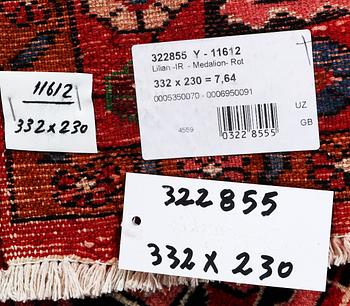 322855 Y - 11612
Lilian -IR - Medalion- Rot
332 x 230 = 7,64
0005350070 - 0006950091
UZ
4559
0322 8555
GB
11612
332x230
322855
332 X 230